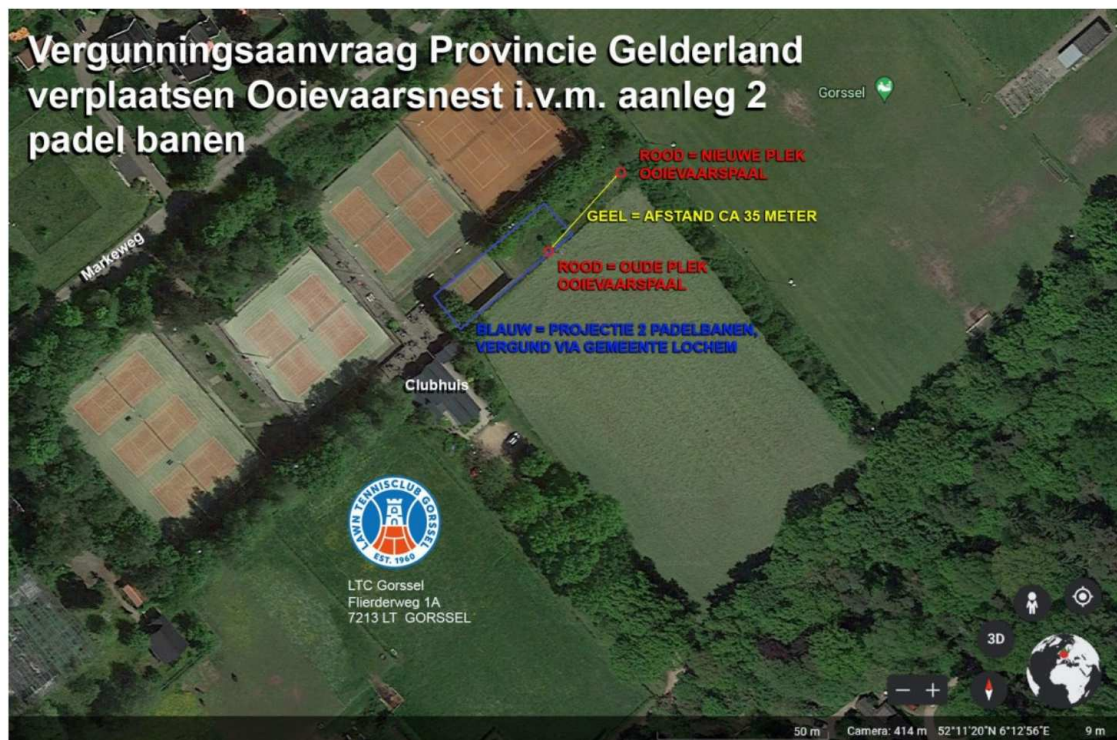 Vergunningsaanvraag Provincie Gelderland
verplaatsen Ooievaarsnest i.v.m. aanleg 2
padel banen
Gorssel
ROOD = NIEUWE PLEK
OOIEVAARSPAAL
GEEL = AFSTAND CA 35 METER
Markeweg
ROOD = OUDE PLEK
OOIEVAARSPAAL
BLAUW = PROJECTIE 2 PADELBANEN,
VERGUND VIA GEMEENTE LOCHEM
Clubhuis
LAWN TENNISCLUB GORSSEL
EST. 1960
LTC Gorssel
Flierderweg 1A
7213 LT GORSSEL
3D
50 m Camera: 414 m 52°11'20"N 6°12'56"E 9 m